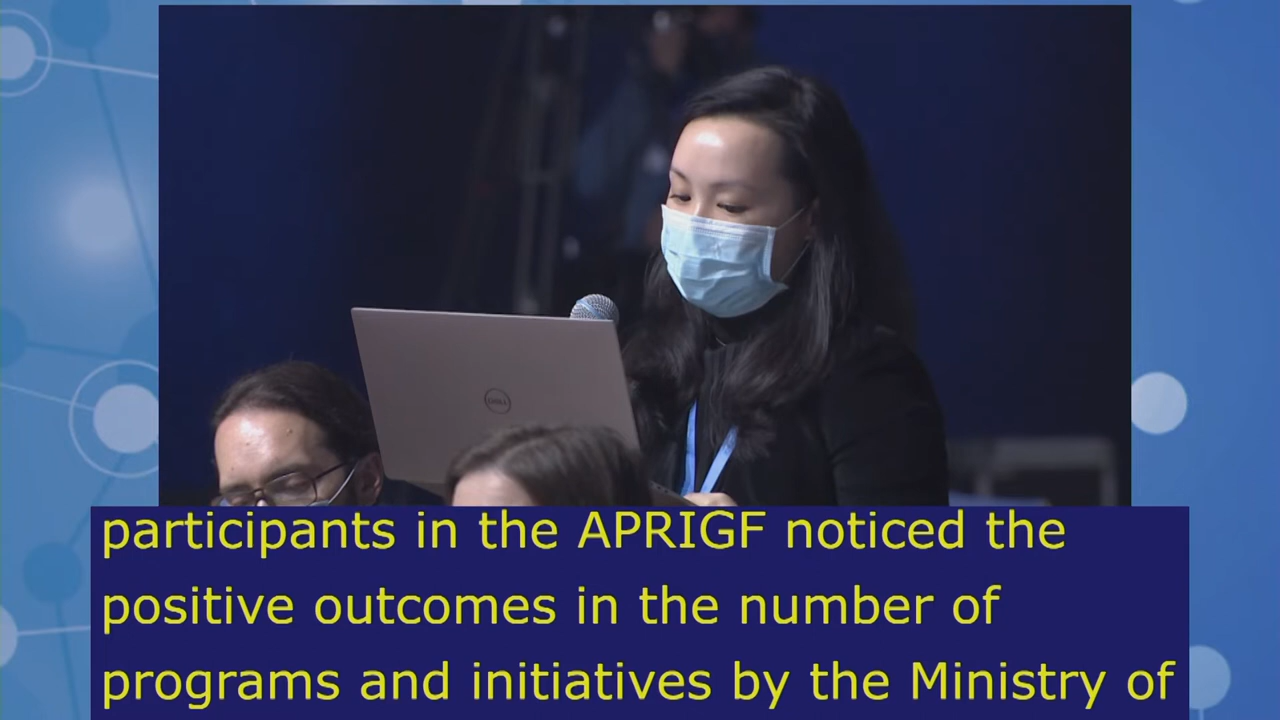 DELL
participants in the APRIGF noticed the
positive outcomes in the number of
programs and initiatives by the Ministry of